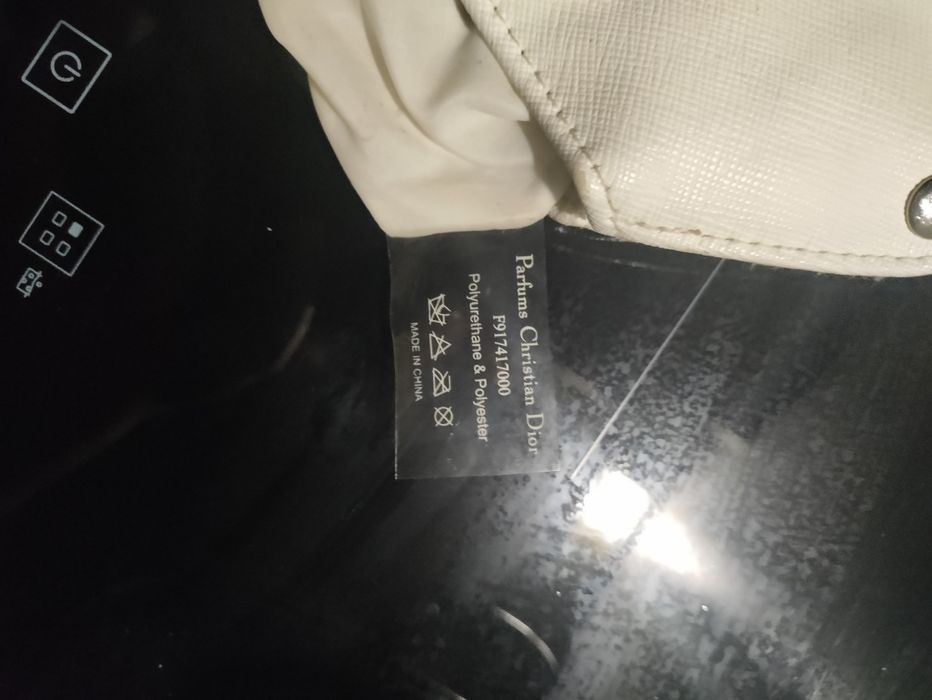 Parfums Christian Dior
F917417000
Polyurethane & Polyester
MADE IN CHINA